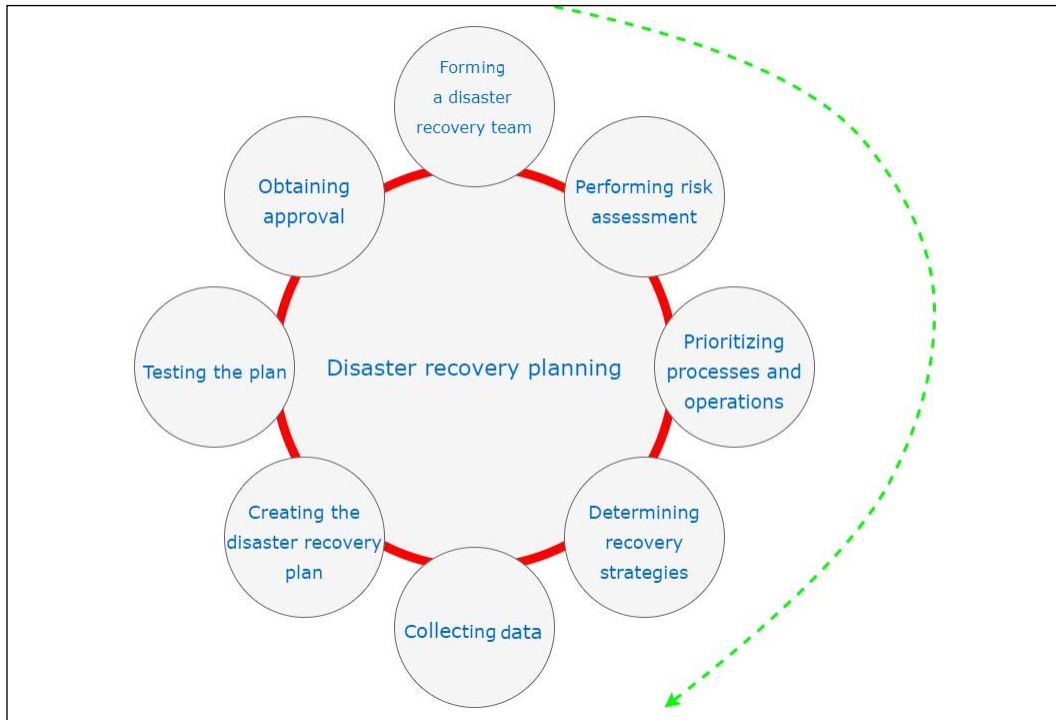 Forming
a disaster
recovery team
Performing risk
assessment
Prioritizing
processes and
operations
Determining
recovery
strategies
Collecting data
Creating the
disaster recovery
plan
Testing the plan
Obtaining
approval
Disaster recovery planning